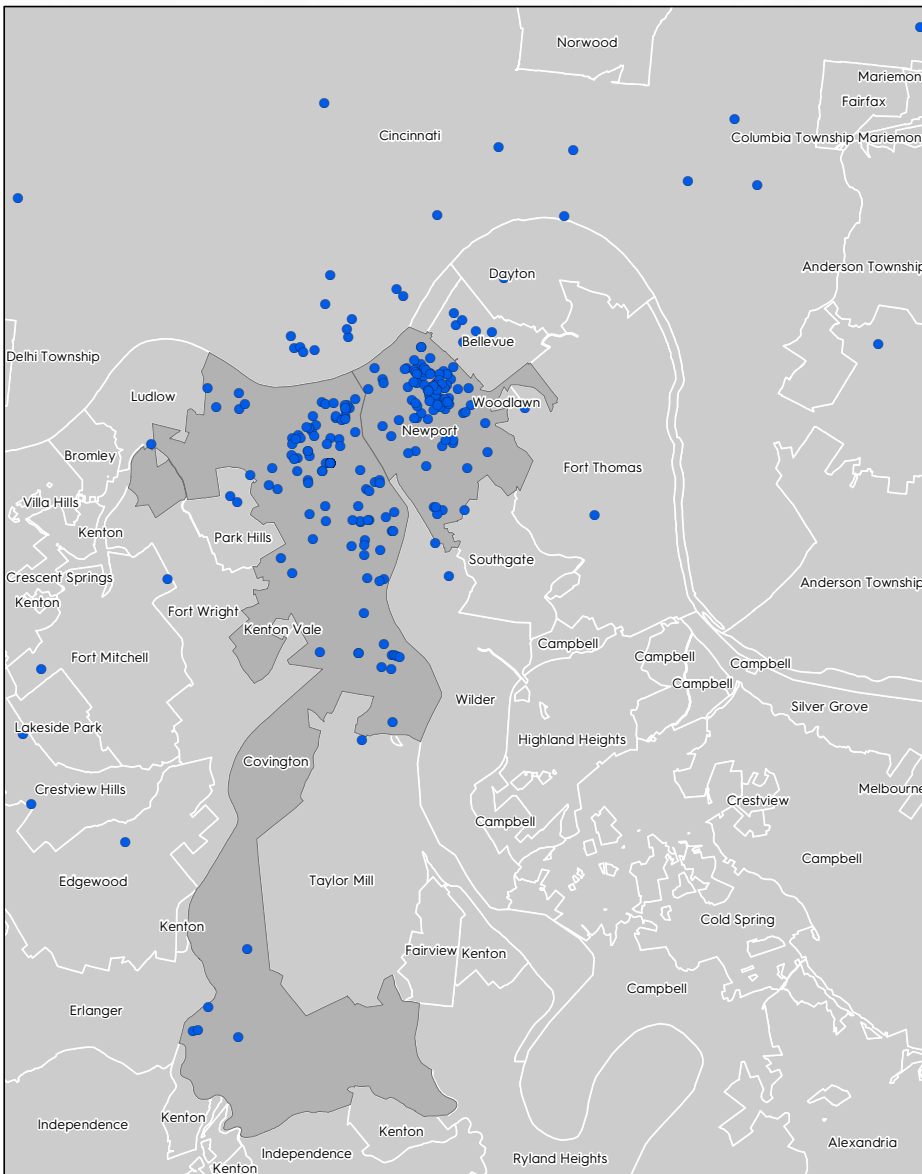 Norwood
Mariemon
Fairfax
Cincinnati
Columbia Township Mariemon
Anderson Township
Dayton
Bellevue
Delhi Township
Ludlow
Woodlawn
Newport
Bromley
Fort Thomas
Villa Hills
Kenton
Park Hills
Southgate
Crescent Springs
Anderson Township
Kenton
Fort Wright
Kenton Vale
Campbell
Fort Mitchell
Campbell
Campbell
Campbell
Wilder
Silver Grove
Lakeside Park
Highland Heights
Covington
Crestview Hills
Melbourne
Crestview
Campbell
Campbell
Edgewood
Taylor Mill
Cold Spring
Kenton
Fairview
Kenton
Campbell
Erlanger
Kenton
Independence
Kenton
Alexandria
Independence
Ryland Heights
Kenton